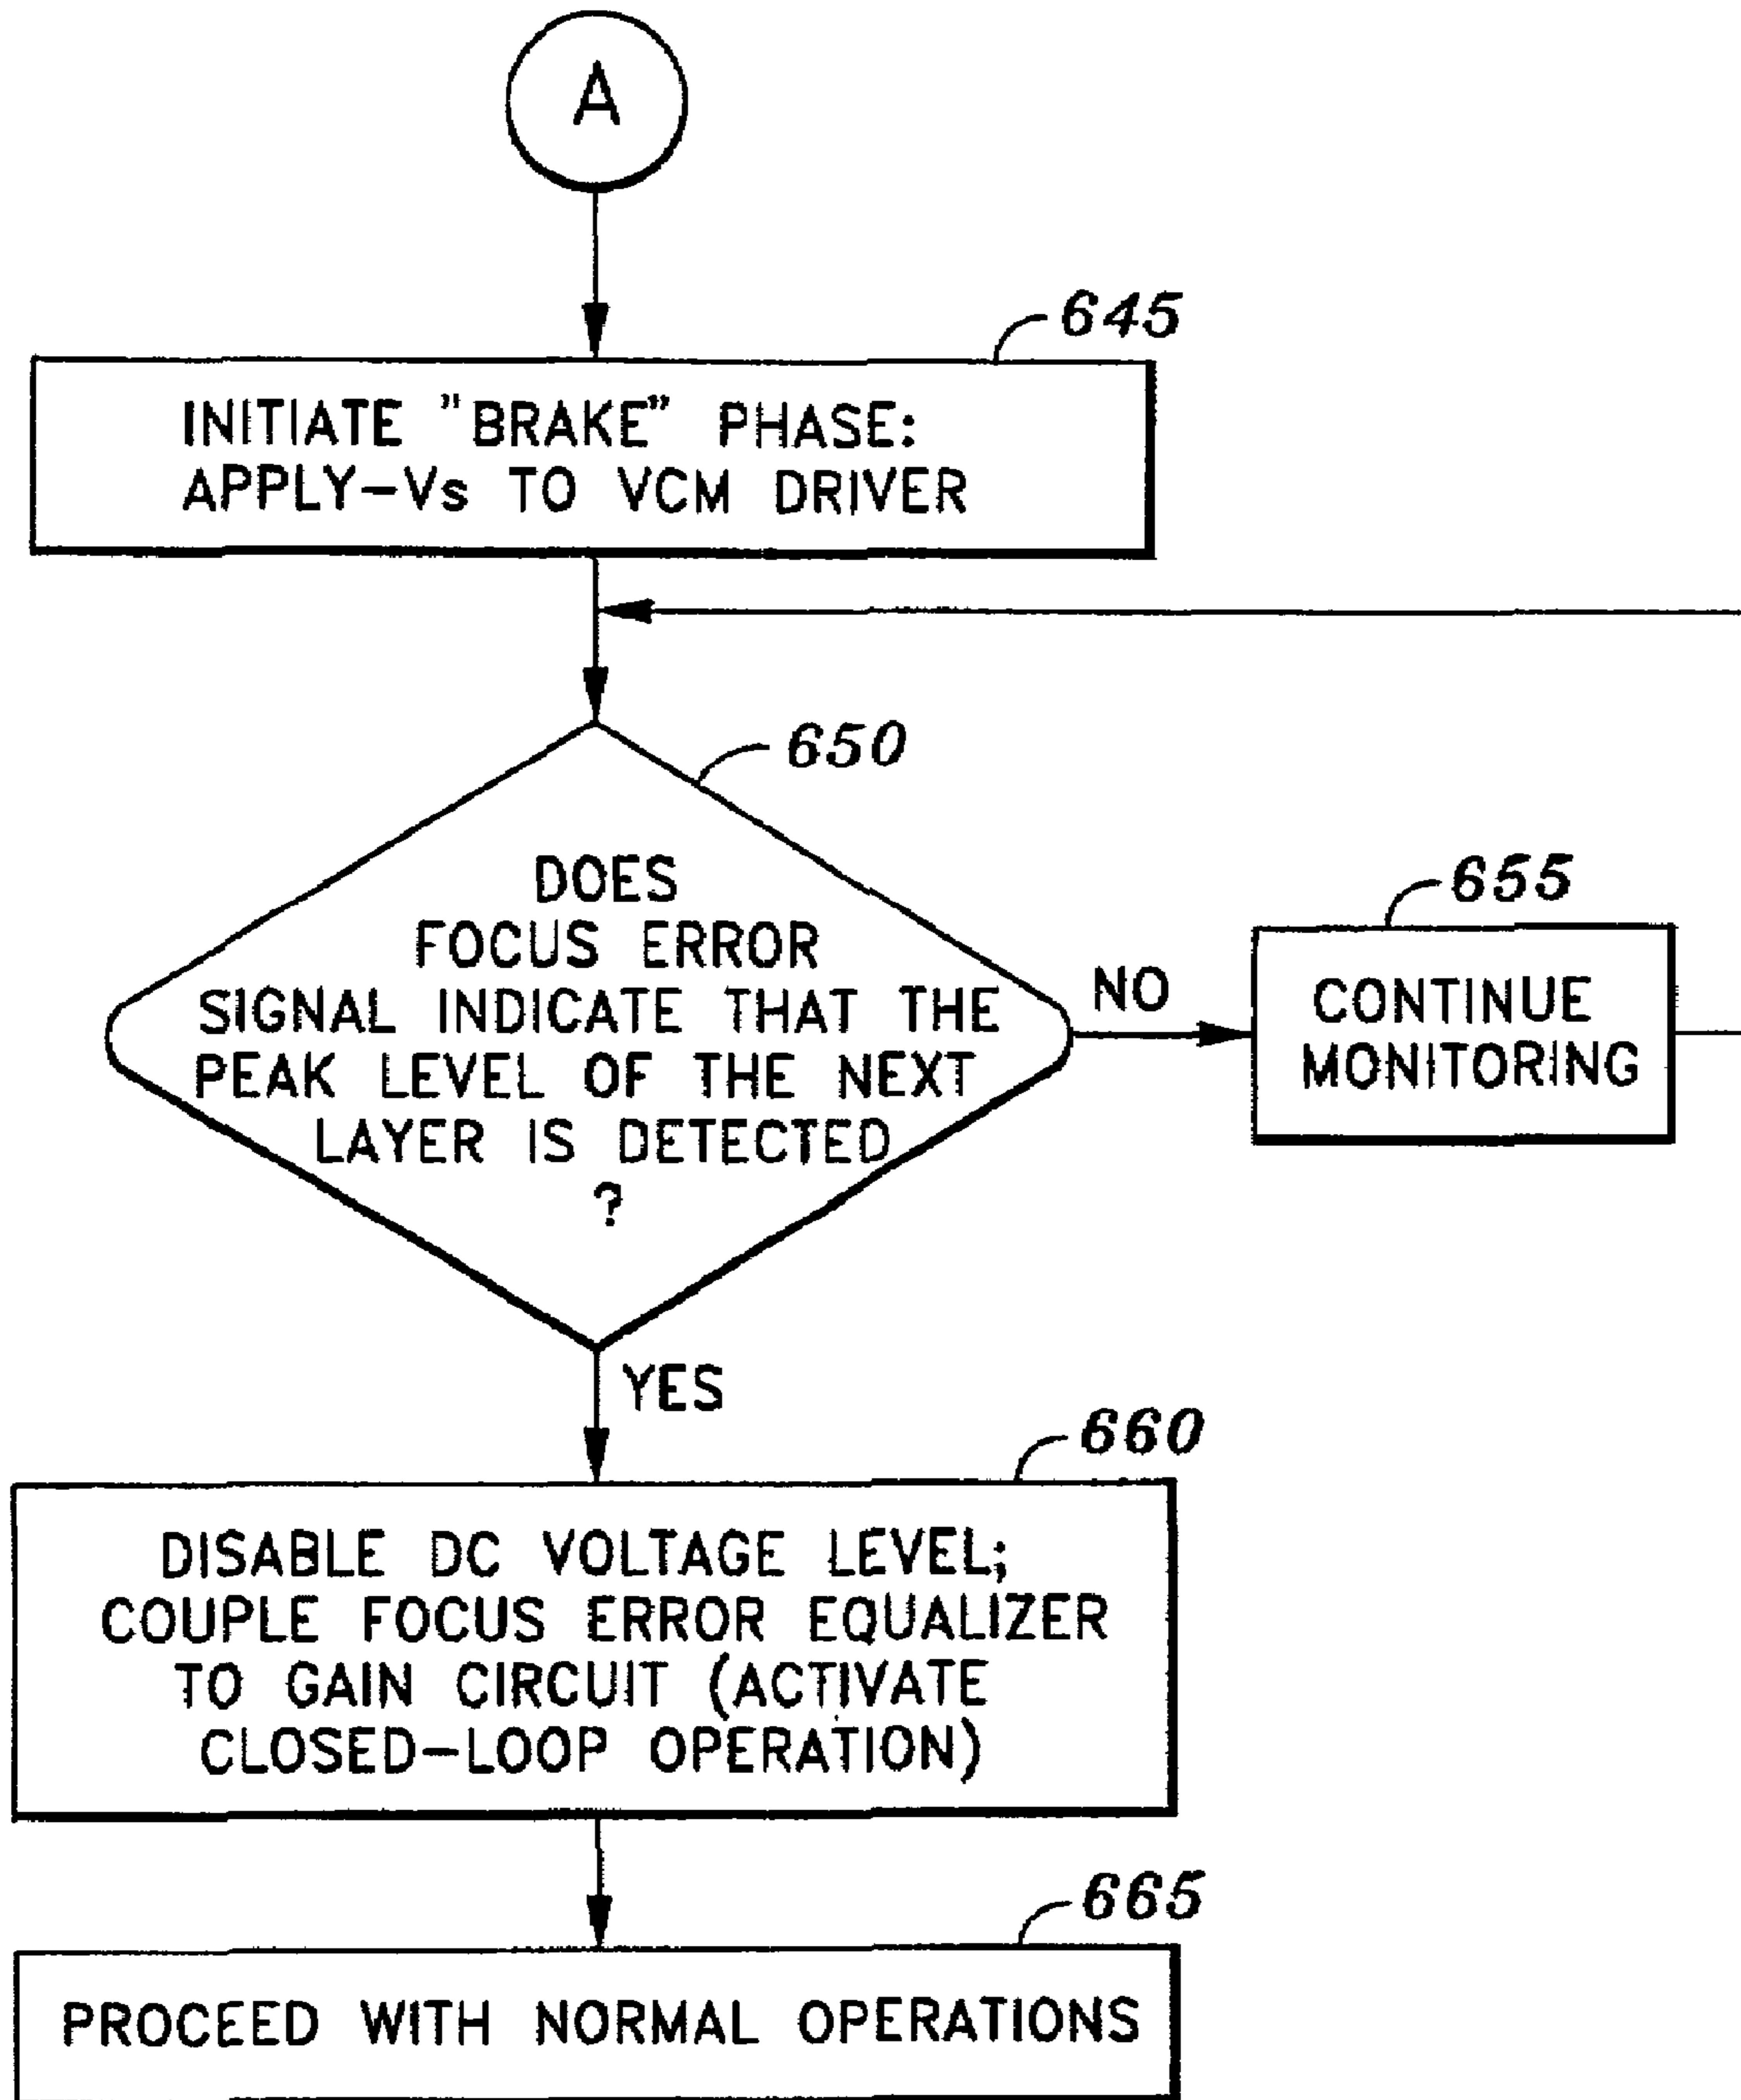 A
645
INITIATE "BRAKE" PHASE:
APPLY-Vs TO VCM DRIVER
650
DOES
FOCUS ERROR
SIGNAL INDICATE THAT THE
PEAK LEVEL OF THE NEXT
LAYER IS DETECTED
?
NO
655
CONTINUE
MONITORING
YES
660
DISABLE DC VOLTAGE LEVEL;
COUPLE FOCUS ERROR EQUALIZER
TO GAIN CIRCUIT (ACTIVATE
CLOSED-LOOP OPERATION)
665
PROCEED WITH NORMAL OPERATIONS